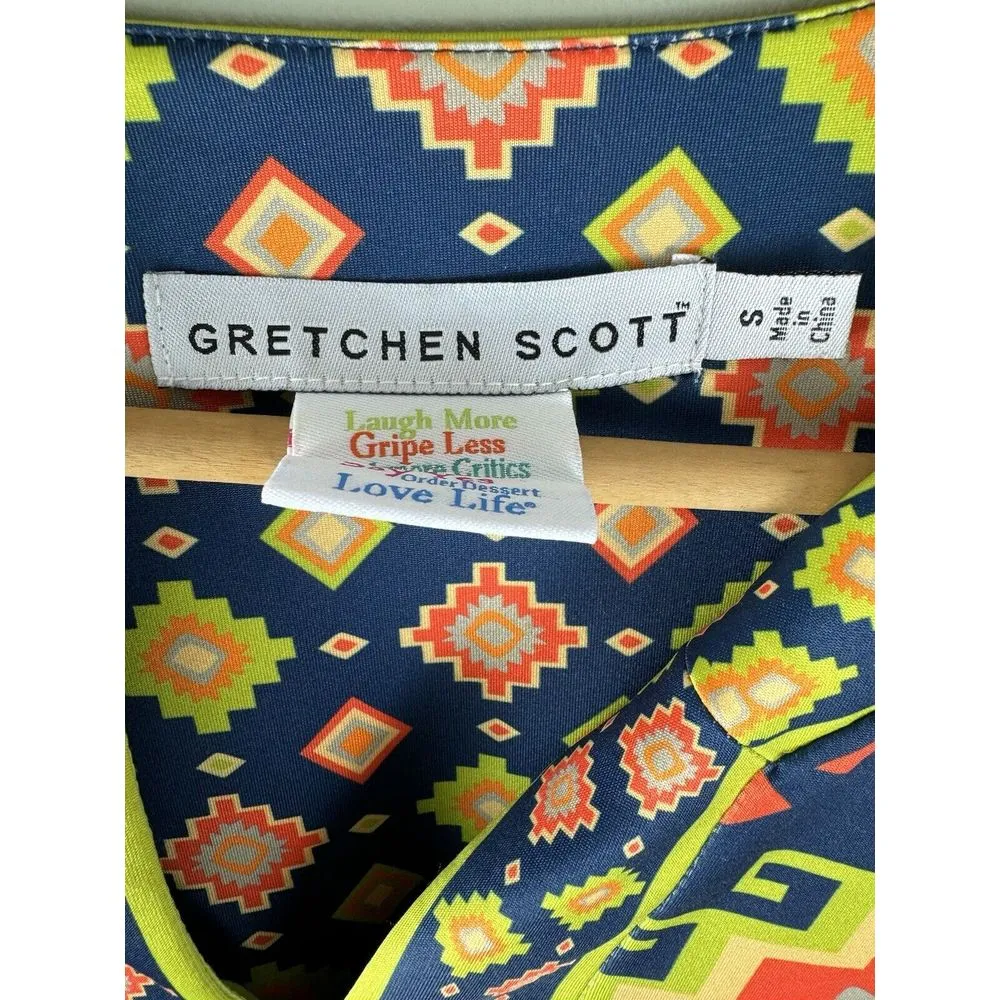 GRETCHEN SCOTT™
S
Made
in
China
Laugh More
Gripe Less
Critics
Order Dessert
Love Life®